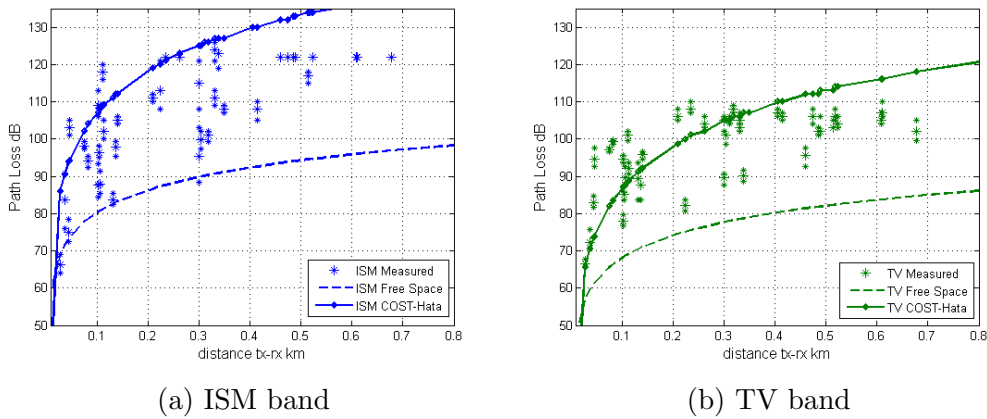 130
120
110
100
90
80
70
60
50
Path Loss dB
0.1 0.2 0.3 0.4 0.5 0.6 0.7 0.8
distance tx-rx km
ISM Measured
ISM Free Space
ISM COST-Hata
(a) ISM band
130
120
110
100
90
80
70
60
50
Path Loss dB
0.1 0.2 0.3 0.4 0.5 0.6 0.7 0.8
distance tx-rx km
TV Measured
TV Free Space
TV COST-Hata
(b) TV band